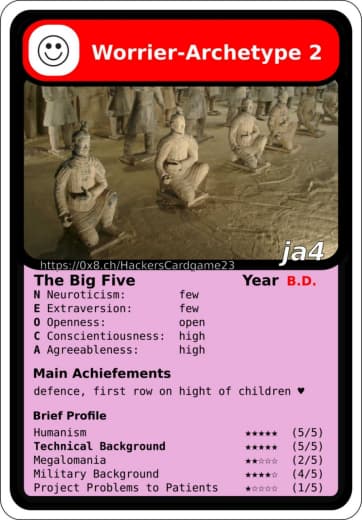 Worrier-Archetype 2
ja4
https://0x8.ch/HackersCardgame23
The Big Five Year B.D.
N Neuroticism: few
E Extraversion: few
O Openness: open
C Conscientiousness: high
A Agreeableness: high
Main Achiefements
defence, first row on hight of children ♥
Brief Profile
Humanism ★★★★★ (5/5)
Technical Background ★★★★★ (5/5)
Megalomania ★★☆☆☆ (2/5)
Military Background ★★★★☆ (4/5)
Project Problems to Patients ★☆☆☆☆ (1/5)